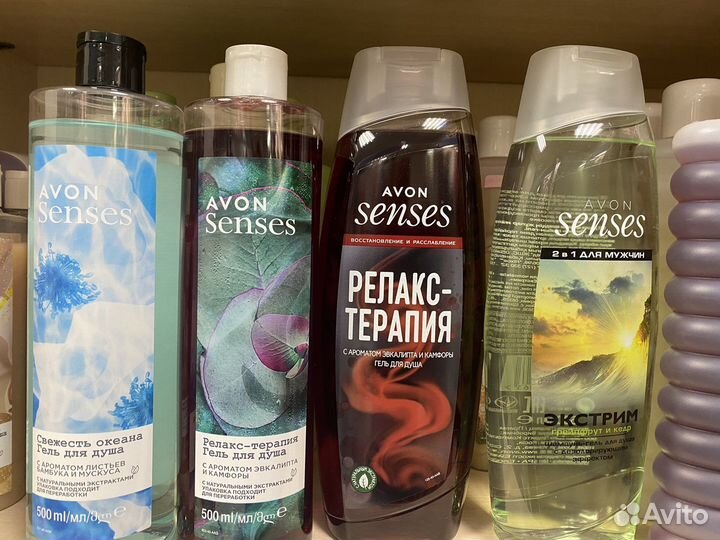 AVON
senses
Свежесть океана
Гель для душа
С АРОМАТОМ ЛИСТЬЕВ
БАМБУКА И МУСКУСА
С НАТУРАЛЬНЫМИ ЭКСТРАКТАМИ
УПАКОВКА ПОДХОДИТ
ДЛЯ ПЕРЕРАБОТКИ
500 ml/мл/მლ e
AVON
senses
Релакс-терапия
Гель для душа
С АРОМАТОМ ЭВКАЛИПТА
И КАМФОРЫ
С НАТУРАЛЬНЫМИ ЭКСТРАКТАМИ
УПАКОВКА ПОДХОДИТ
ДЛЯ ПЕРЕРАБОТКИ
500 ml/мл/მლ e
AVON
senses
ВОССТАНОВЛЕНИЕ И РАССЛАБЛЕНИЕ
РЕЛАКС-
ТЕРАПИЯ
С АРОМАТОМ ЭВКАЛИПТА И КАМФОРЫ
ГЕЛЬ ДЛЯ ДУША
AVON
senses
2 в 1 ДЛЯ МУЖЧИН
ЭКСТРИМ
грейпфрут и кедр
Avito